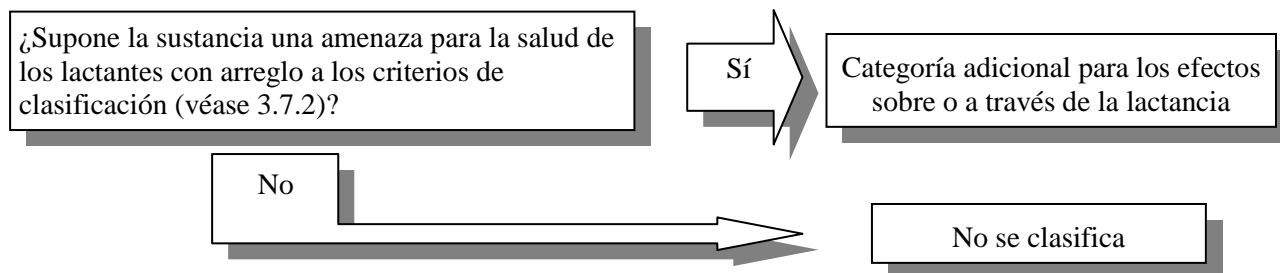 ¿Supone la sustancia una amenaza para la salud de
los lactantes con arreglo a los criterios de
clasificación (véase 3.7.2)?
Sí
Categoría adicional para los efectos
sobre o a través de la lactancia
No
No se clasifica